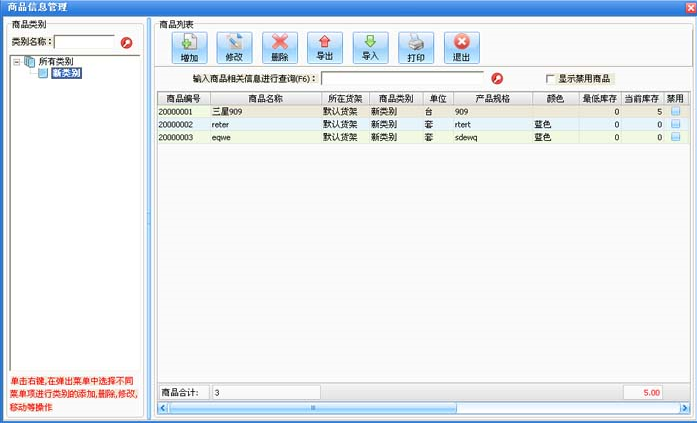 商品信息管理
商品类别
类别名称：
所有类别
新类别
单击右键,在弹出菜单中选择不同
菜单项进行类别的添加,删除,修改,
移动等操作
商品列表
增加 修改 删除 导出 导入 打印 退出
输入商品相关信息进行查询(F6)： 显示禁用商品
商品编号 商品名称 所在货架 商品类别 单位 产品规格 颜色 最低库存 当前库存 禁用
20000001 三星909 默认货架 新类别 台 909 0 5
20000002 reter 默认货架 新类别 套 rtert 蓝色 0 0
20000003 eqwe 默认货架 新类别 套 sdewq 蓝色 0 0
商品合计: 3 5.00